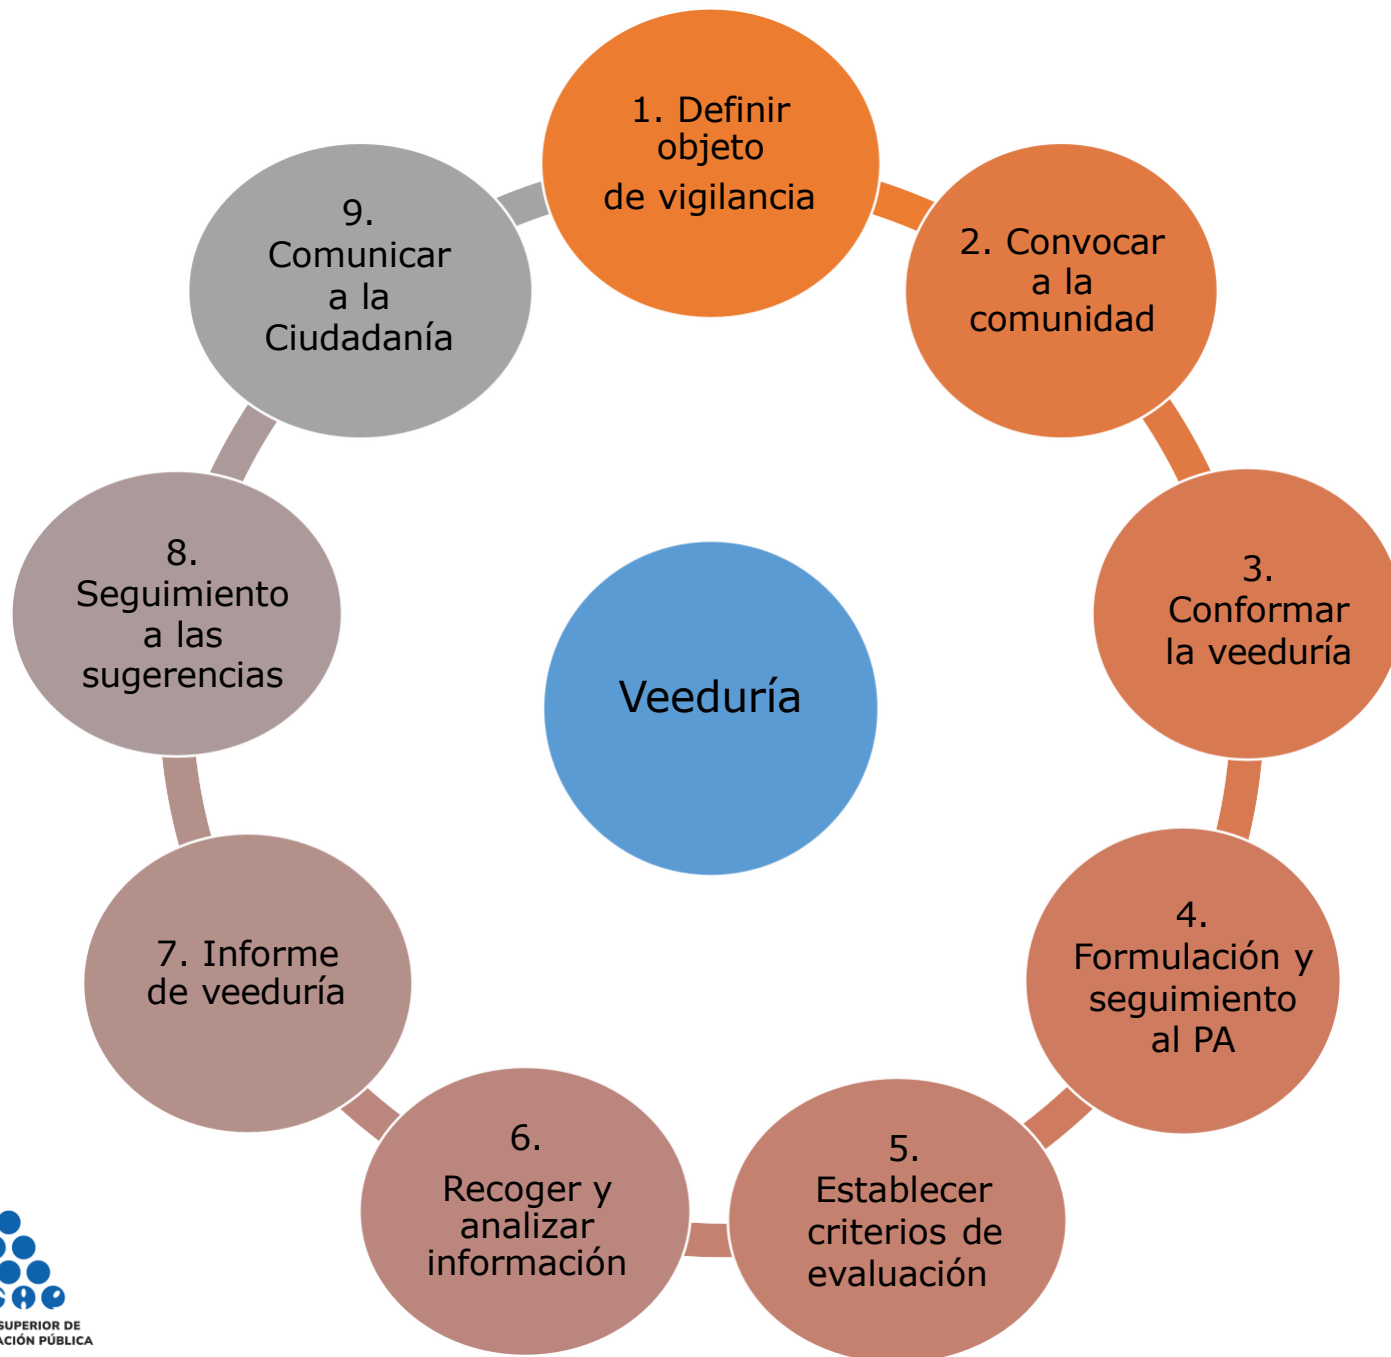 1. Definir
objeto
de vigilancia
2. Convocar
a la
comunidad
3.
Conformar
la veeduría
4.
Formulación y
seguimiento
al PA
5.
Establecer
criterios de
evaluación
6.
Recoger y
analizar
información
7. Informe
de veeduría
8.
Seguimiento
a las
sugerencias
9.
Comunicar
a la
Ciudadanía
Veeduría
SUPERIOR DE
ACIÓN PÚBLICA